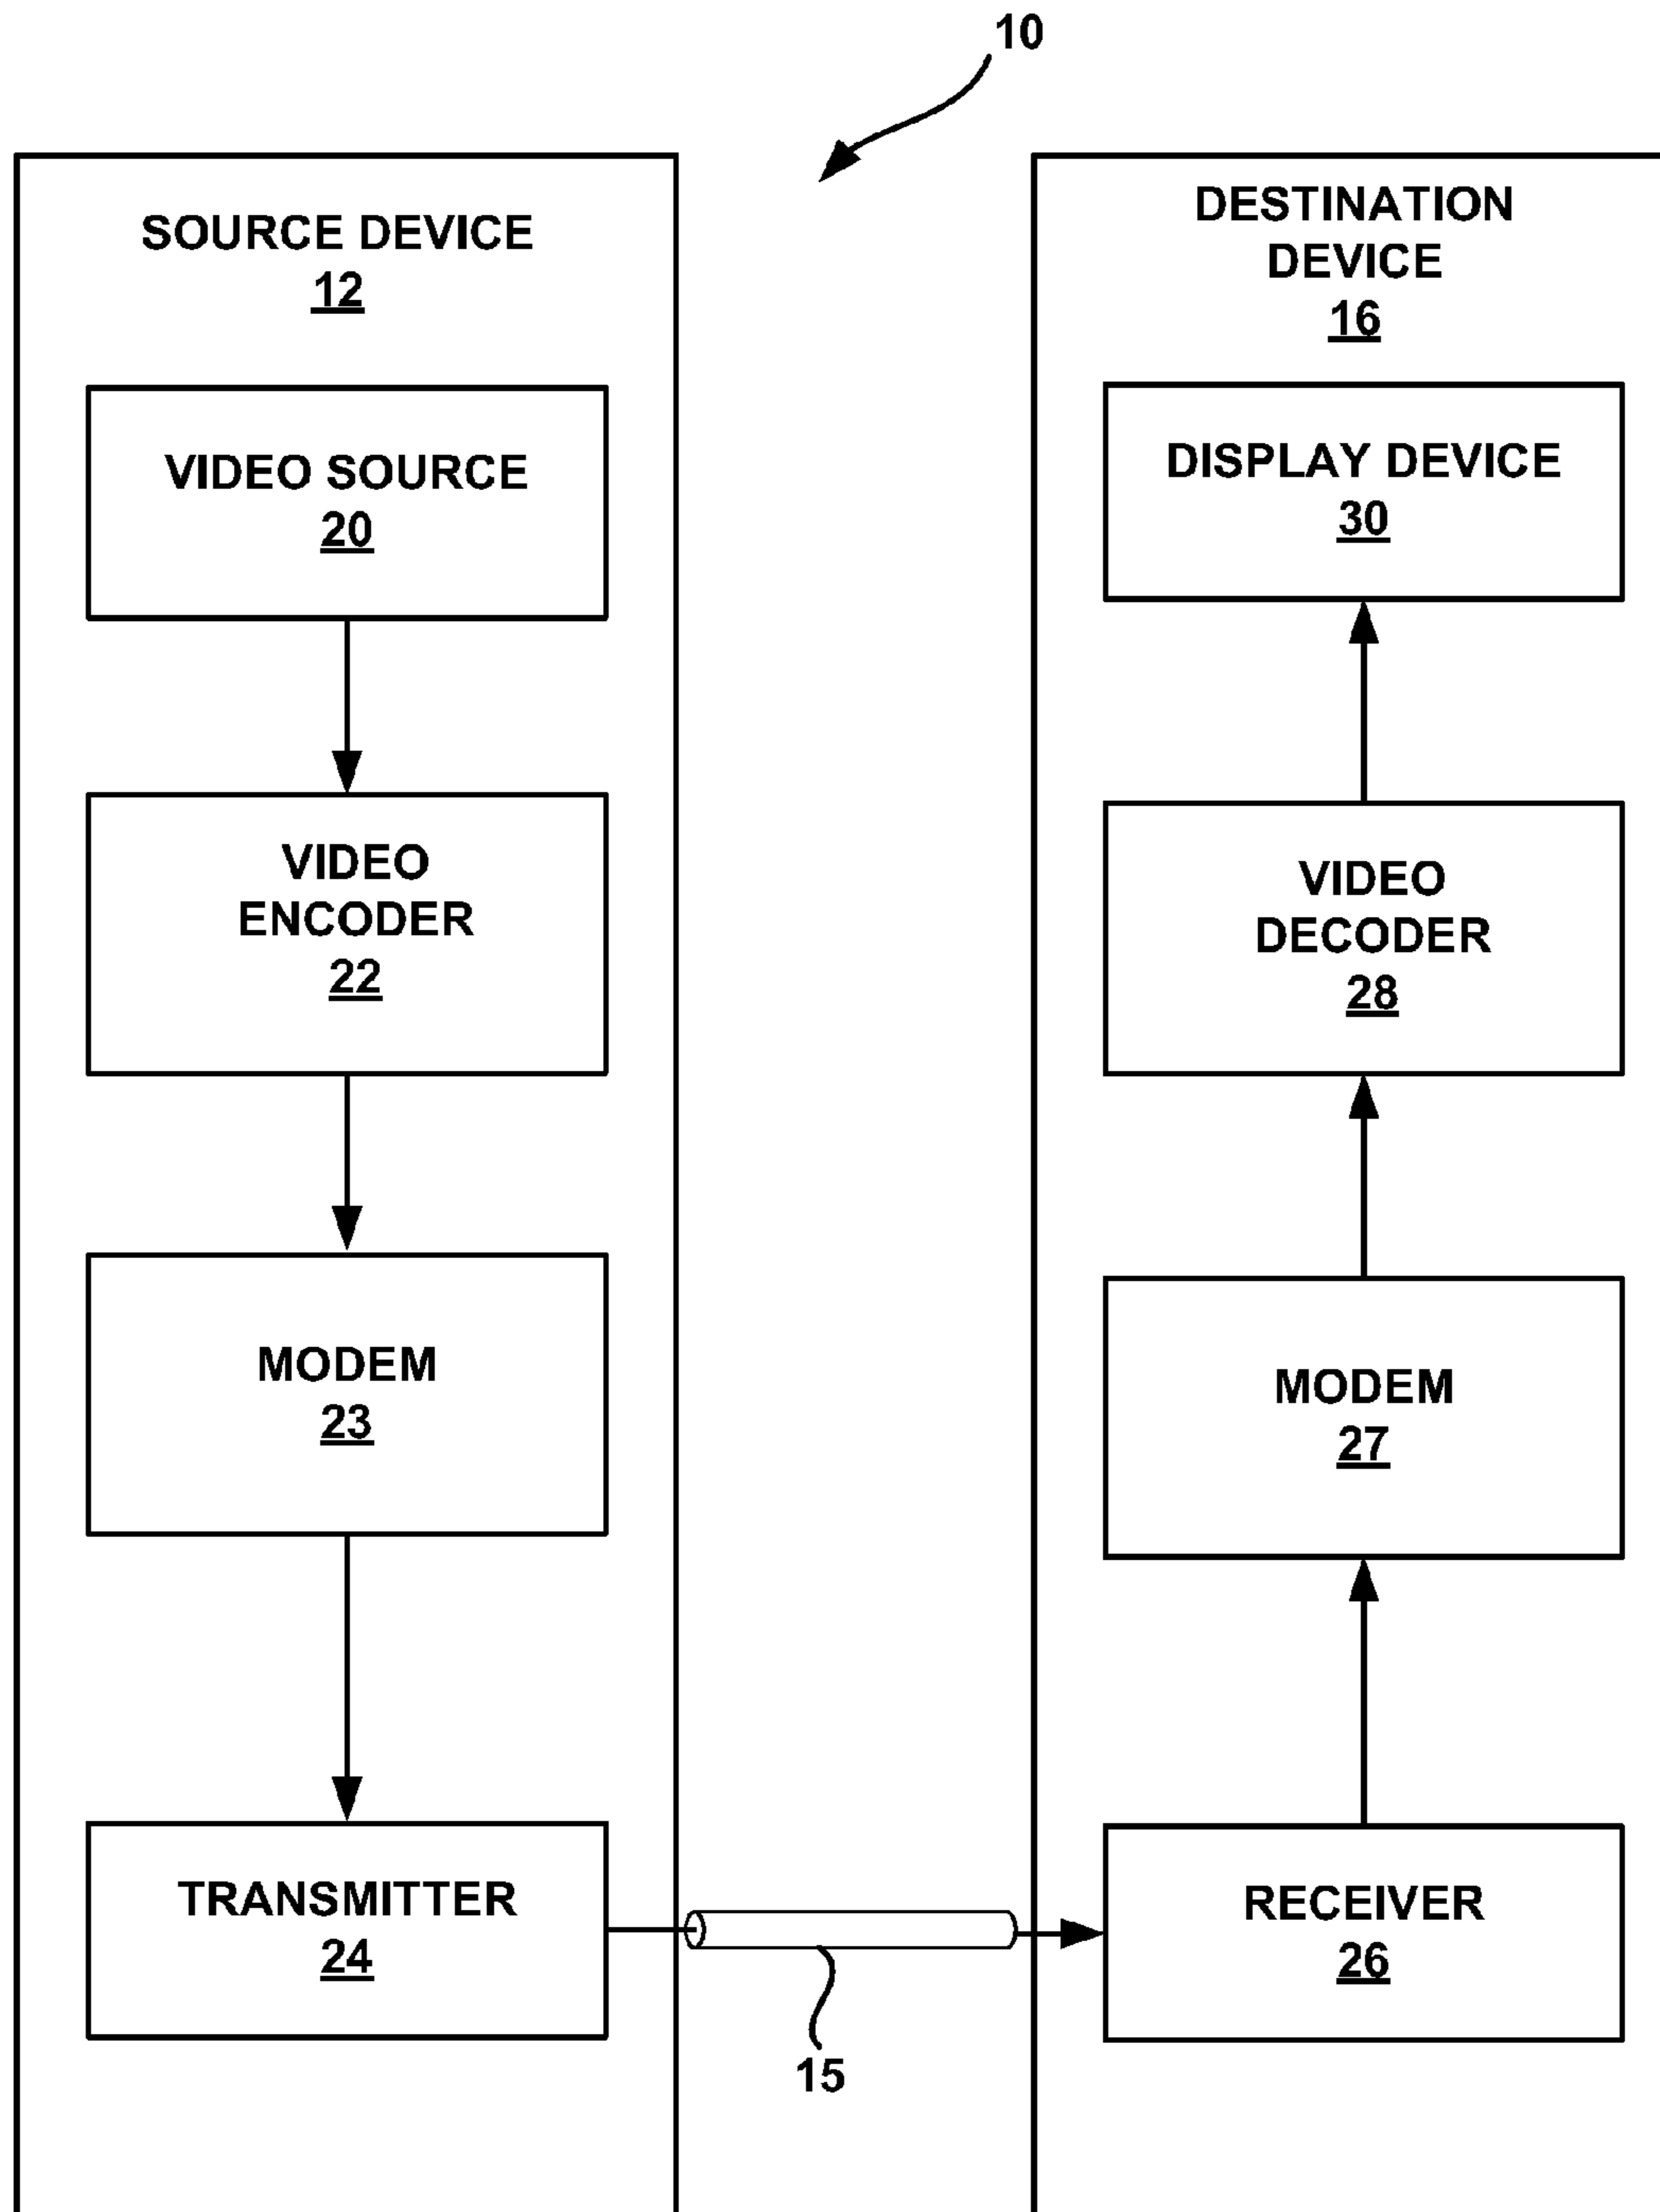 10
SOURCE DEVICE
12
VIDEO SOURCE
20
VIDEO
ENCODER
22
MODEM
23
TRANSMITTER
24
15
DESTINATION
DEVICE
16
DISPLAY DEVICE
30
VIDEO
DECODER
28
MODEM
27
RECEIVER
26